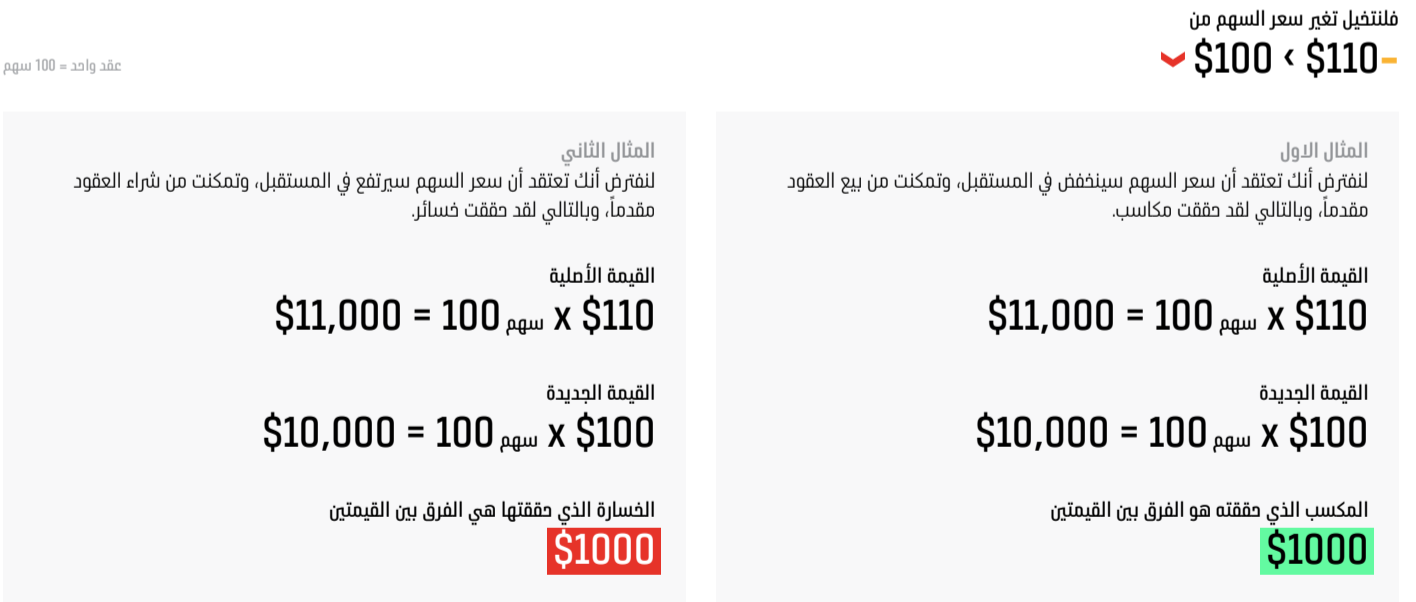 فلنتخيل تغير سعر السهم من
$110 › $100
عقد واحد = 100 سهم
المثال الاول
لنفترض أنك تعتقد أن سعر السهم سينخفض في المستقبل، وتمكنت من بيع العقود
مقدماً، وبالتالي لقد حققت مكاسب.
القيمة الأصلية
$110 x سهم 100 = $11,000
القيمة الجديدة
$100 x سهم 100 = $10,000
المكسب الذي حققته هو الفرق بين القيمتين
$1000
المثال الثاني
لنفترض أنك تعتقد أن سعر السهم سيرتفع في المستقبل، وتمكنت من شراء العقود
مقدماً، وبالتالي لقد حققت خسائر.
القيمة الأصلية
$110 x سهم 100 = $11,000
القيمة الجديدة
$100 x سهم 100 = $10,000
الخسارة الذي حققتها هي الفرق بين القيمتين
$1000